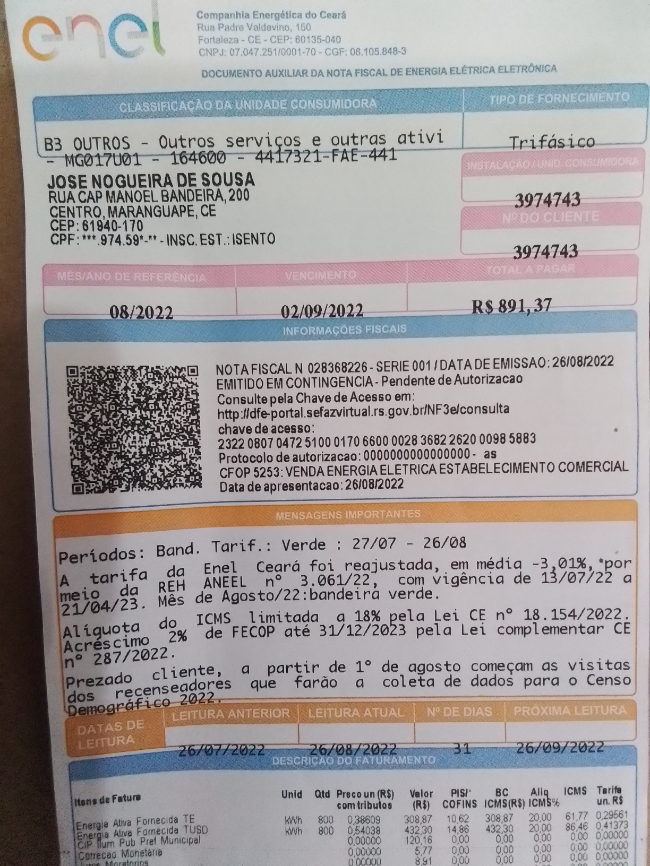 enel
Companhia Energética do Ceará
Rua Padre Valdevino, 150
Fortaleza - CE - CEP: 60135-040
CNPJ: 07.047.251/0001-70 - CGF: 06.105.848-3
DOCUMENTO AUXILIAR DA NOTA FISCAL DE ENERGIA ELÉTRICA ELETRÔNICA
CLASSIFICAÇÃO DA UNIDADE CONSUMIDORA
TIPO DE FORNECIMENTO
B3 OUTROS - Outros serviços e outras ativi
- MG017U01 - 164600 - 4417321-FAE-441
Trifásico
INSTALAÇÃO / UNID. CONSUMIDORA
3974743
JOSE NOGUEIRA DE SOUSA
RUA CAP MANOEL BANDEIRA, 200
CENTRO, MARANGUAPE, CE
CEP: 61940-170
CPF: ***.974.59*-** - INSC. EST.: ISENTO
Nº DO CLIENTE
3974743
MÊS/ANO DE REFERÊNCIA
VENCIMENTO
TOTAL A PAGAR
08/2022
02/09/2022
R$ 891,37
INFORMAÇÕES FISCAIS
NOTA FISCAL N 028368226 - SERIE 001 / DATA DE EMISSAO: 26/08/2022
EMITIDO EM CONTINGENCIA - Pendente de Autorizacao
Consulte pela Chave de Acesso em:
http://dfe-portal.sefazvirtual.rs.gov.br/NF3e/consulta
chave de acesso:
2322 0807 0472 5100 0170 6600 0028 3682 2620 0098 5883
Protocolo de autorizacao: 0000000000000000 - as
CFOP 5253: VENDA ENERGIA ELETRICA ESTABELECIMENTO COMERCIAL
Data de apresentacao: 26/08/2022
MENSAGENS IMPORTANTES
Períodos: Band. Tarif.: Verde : 27/07 - 26/08
A tarifa da Enel Ceará foi reajustada, em média -3,01%, por
meio da REH ANEEL nº 3.061/22, com vigência de 13/07/22 a
21/04/23. Mês de Agosto/22:bandeira verde.
Alíquota do ICMS limitada a 18% pela Lei CE nº 18.154/2022.
Acréscimo 2% de FECOP até 31/12/2023 pela Lei complementar CE
nº 287/2022.
Prezado cliente, a partir de 1º de agosto começam as visitas
dos recenseadores que farão a coleta de dados para o Censo
Demográfico 2022.
DATAS DE LEITURA
LEITURA ANTERIOR
LEITURA ATUAL
Nº DE DIAS
PRÓXIMA LEITURA
26/07/2022
26/08/2022
31
26/09/2022
DESCRIÇÃO DO FATURAMENTO
Itens de Fatura Unid Qtd Preco un (R$) com tributos Valor (R$) PIS/ COFINS BC ICMS(R$) Aliq ICMS% ICMS Tarifa un. R$
Energia Ativa Fornecida TE kWh 800 0,38609 308,87 10,62 308,87 20,00 61,77 0,29561
Energia Ativa Fornecida TUSD kWh 800 0,54038 432,30 14,86 432,30 20,00 86,46 0,41373
CIP Ilum Pub Pref Municipal 0,00000 120,16 0,00 0,00 0,00 0,00
Correcao Monetaria 0,00000 5,77 0,00 0,00 0,00 0,00
0,00000 8,91 0,00 0,00 0,00 0,00